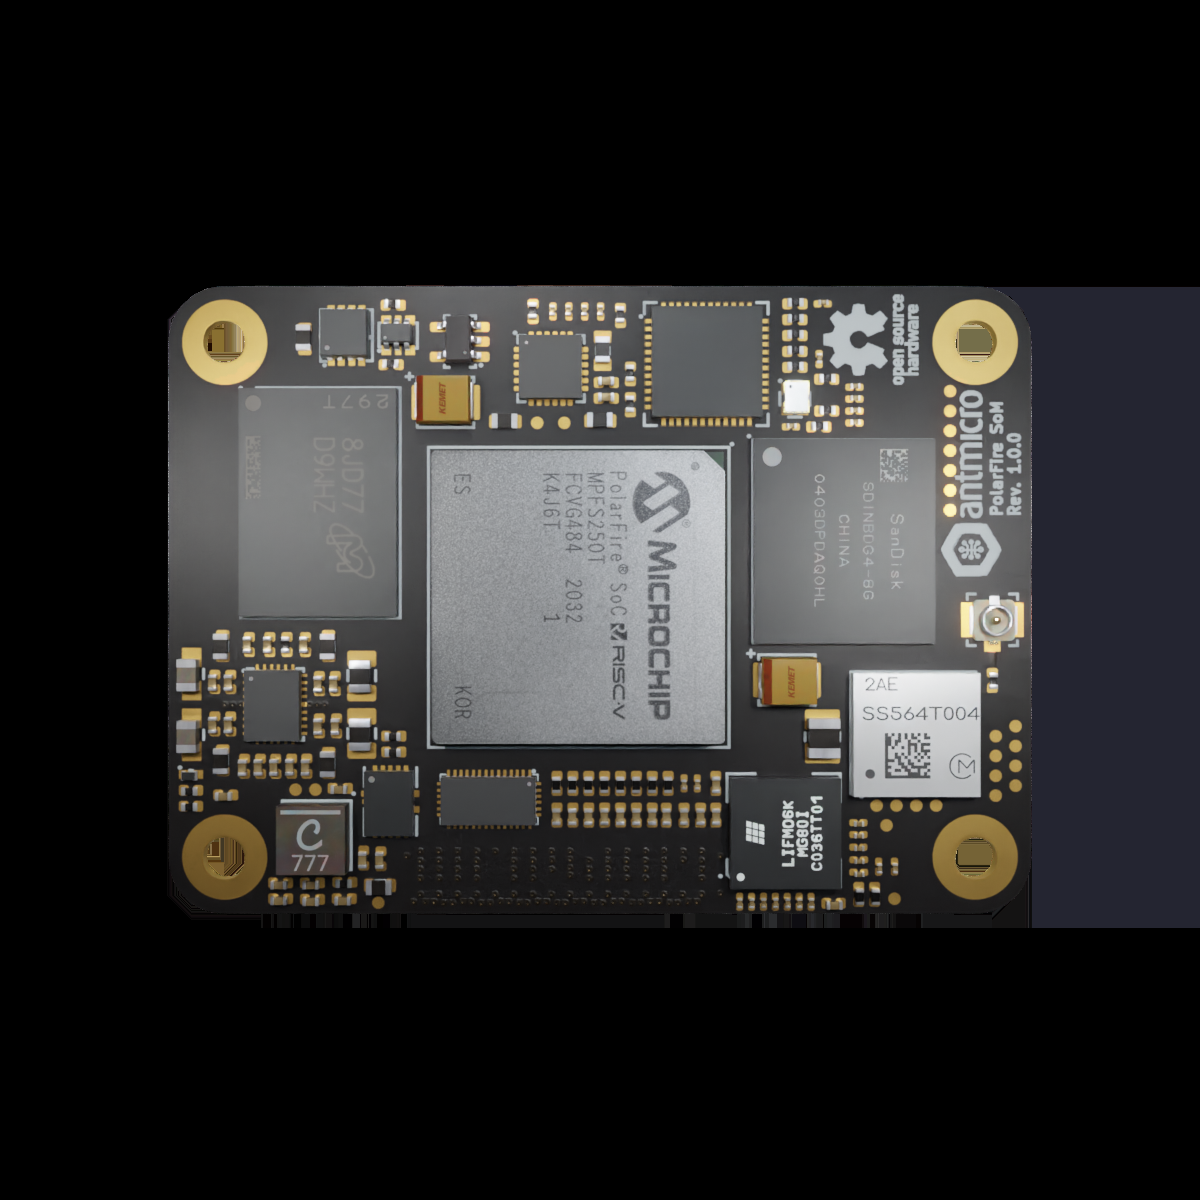 open source
hardware
antmicro
PolarFire SoM
Rev. 1.0.0
297T
8JD77
D9WHZ
KEMET
MICROCHIP
RISC-V
PolarFire® SoC
MPFS250T
FCVG484 2032
K4J6T 1
ES KOR
SanDisk
SDINBDG4-8G
CHINA
0403DPDAQ0HL
KEMET
2AE
SS564T004
LIFMD6K
MG80I
C036TT01
C
777